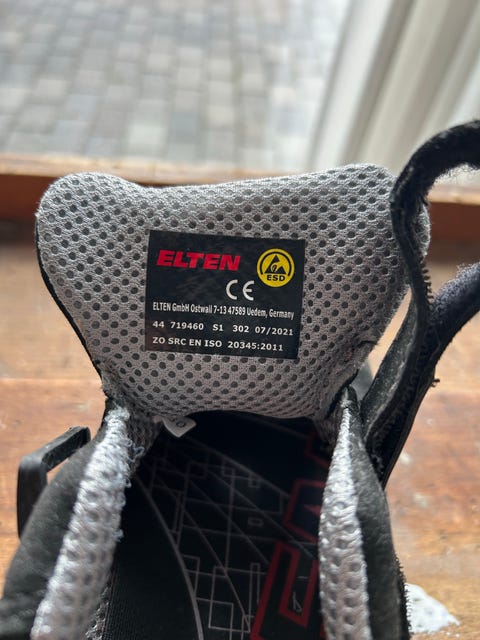 ELTEN
ESD
CE
ELTEN GmbH Ostwall 7-13 47589 Uedem, Germany
44 719460 S1 302 07/2021
ZO SRC EN ISO 20345:2011